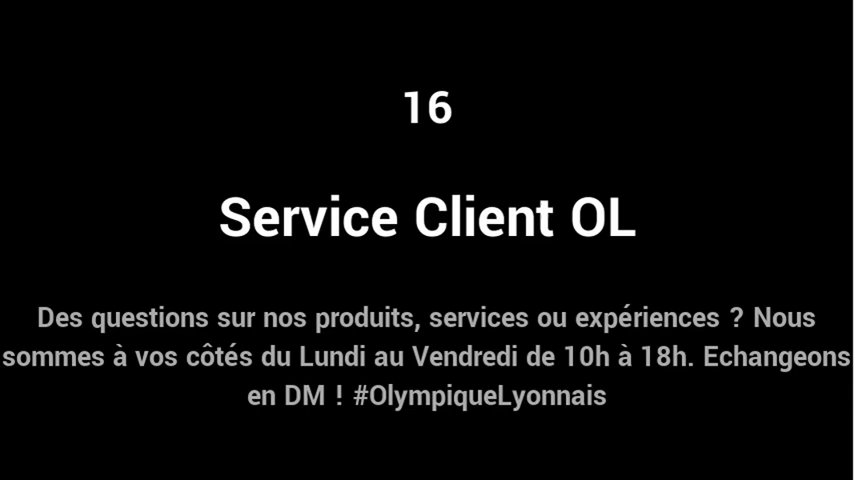 16
Service Client OL
Des questions sur nos produits, services ou expériences ? Nous
sommes à vos côtés du Lundi au Vendredi de 10h à 18h. Echangeons
en DM ! #OlympiqueLyonnais